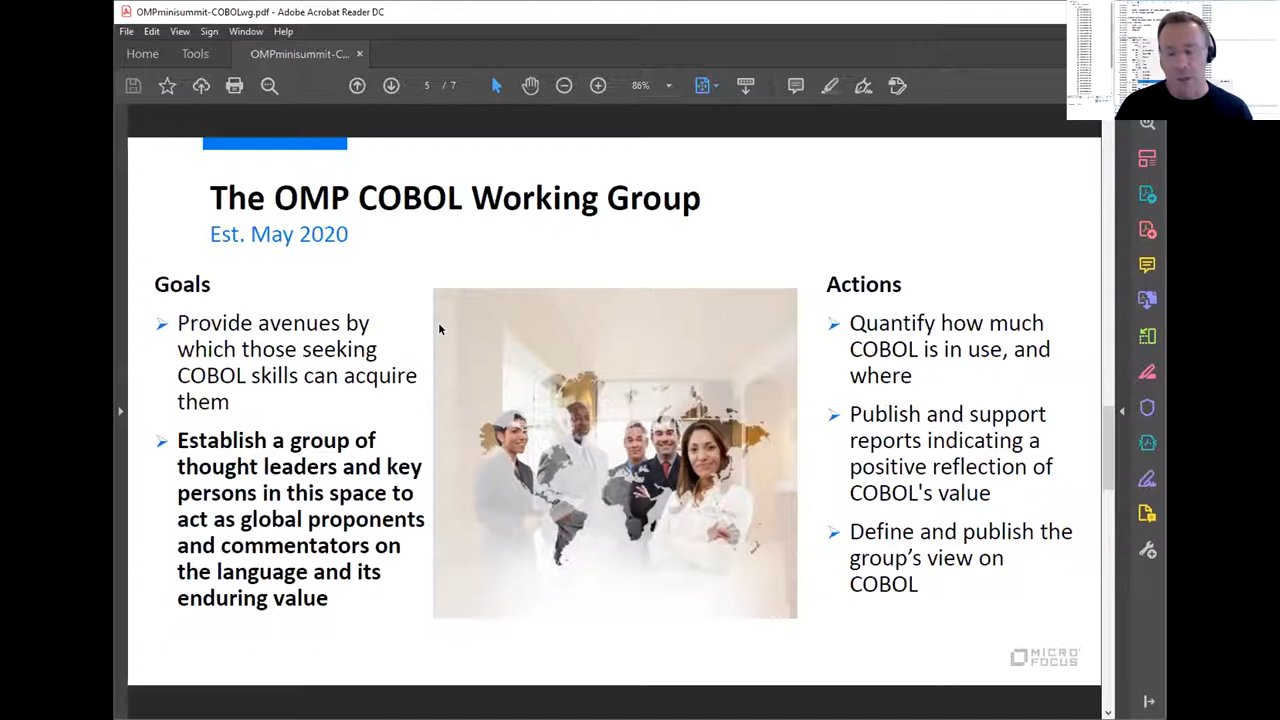 OMPminisummit-COBOLwg.pdf - Adobe Acrobat Reader DC
File Edit View Sign Window Help
Home Tools OMPminisummit-C... ×
86%
The OMP COBOL Working Group
Est. May 2020
Goals
Provide avenues by
which those seeking
COBOL skills can acquire
them
Establish a group of
thought leaders and key
persons in this space to
act as global proponents
and commentators on
the language and its
enduring value
Actions
Quantify how much
COBOL is in use, and
where
Publish and support
reports indicating a
positive reflection of
COBOL's value
Define and publish the
group’s view on
COBOL
MICRO
FOCUS